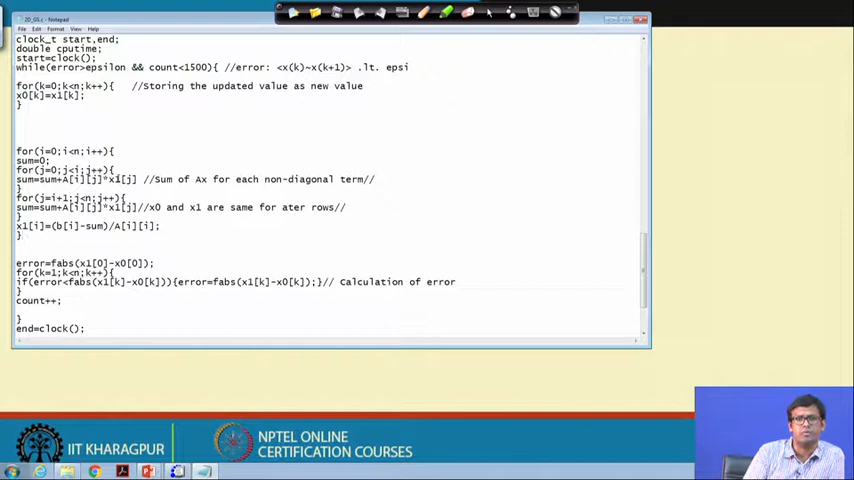 2D_GS.c - Notepad
File Edit Format View Help
clock_t start,end;
double cputime;
start=clock();
while(error>epsilon && count<1500){ //error: <x(k)~x(k+1)> .lt. epsi
for(k=0;k<n;k++){ //Storing the updated value as new value
x0[k]=x1[k];
}
for(i=0;i<n;i++){
sum=0;
for(j=0;j<i;j++){
sum=sum+A[i][j]*x1[j] //Sum of Ax for each non-diagonal term//
}
for(j=i+1;j<n;j++){
sum=sum+A[i][j]*x1[j]//x0 and x1 are same for ater rows//
}
x1[i]=(b[i]-sum)/A[i][i];
}
error=fabs(x1[0]-x0[0]);
for(k=1;k<n;k++){
if(error<fabs(x1[k]-x0[k])){error=fabs(x1[k]-x0[k]);}// Calculation of error
}
count++;
}
end=clock();
IIT KHARAGPUR
NPTEL ONLINE
CERTIFICATION COURSES